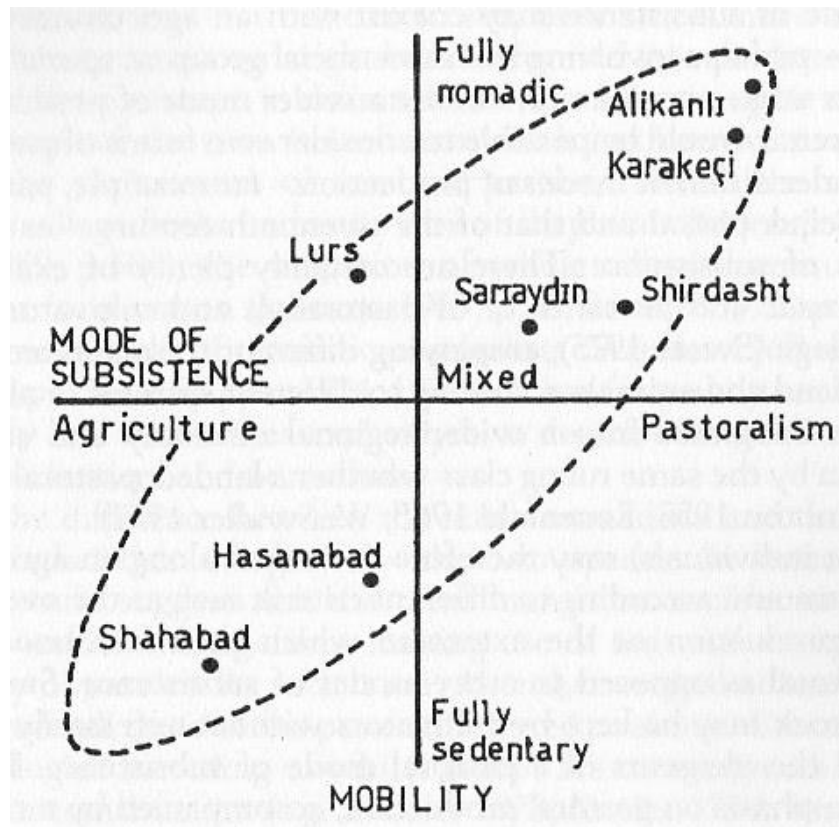 Fully
nomadic
Alikanlı
Karakeçi
Lurs
Sarıaydın
Shirdasht
MODE OF
SUBSISTENCE
Mixed
Agriculture
Pastoralism
Hasanabad
Shahabad
Fully
sedentary
MOBILITY